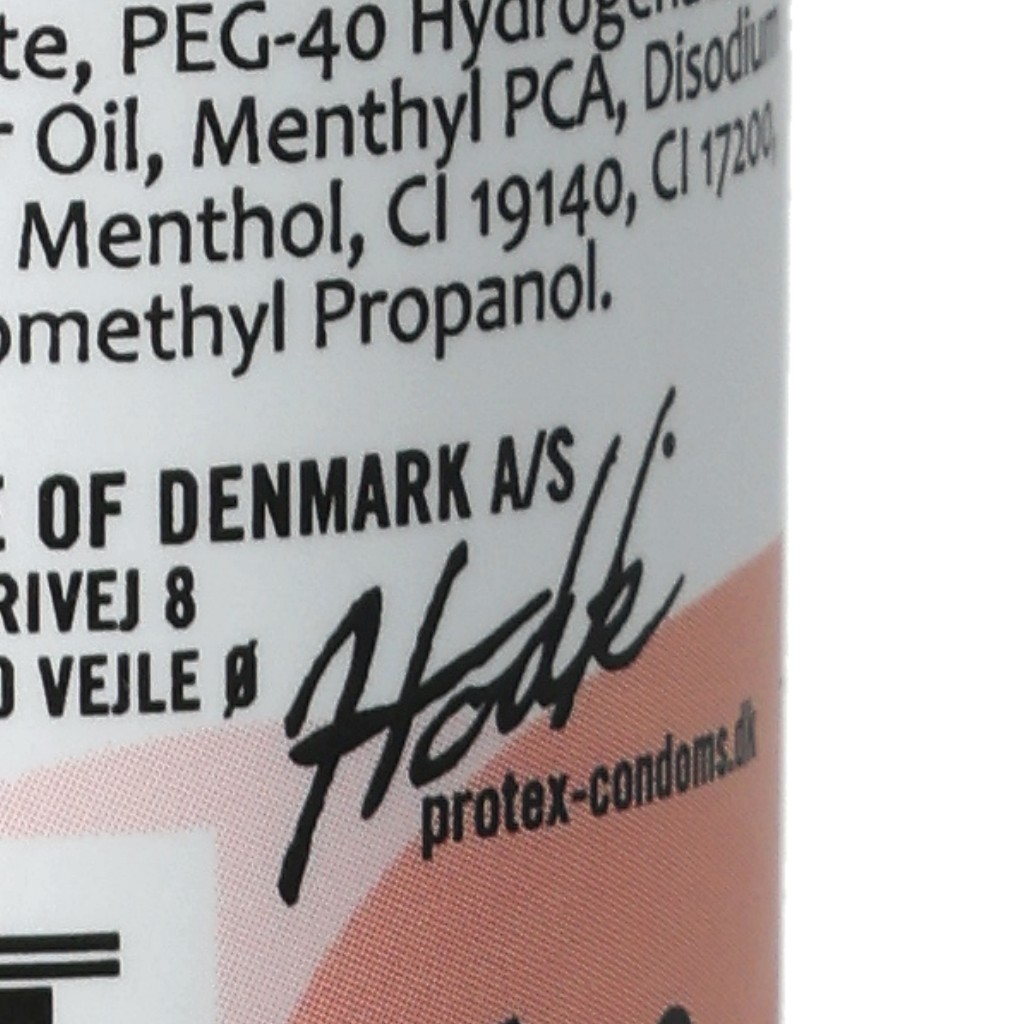 te, PEG-40 Hydrogen
r Oil, Menthyl PCA, Disodium
Menthol, CI 19140, CI 17200,
omethyl Propanol.
E OF DENMARK A/S
RIVEJ 8
0 VEJLE Ø
protex-condoms.dk